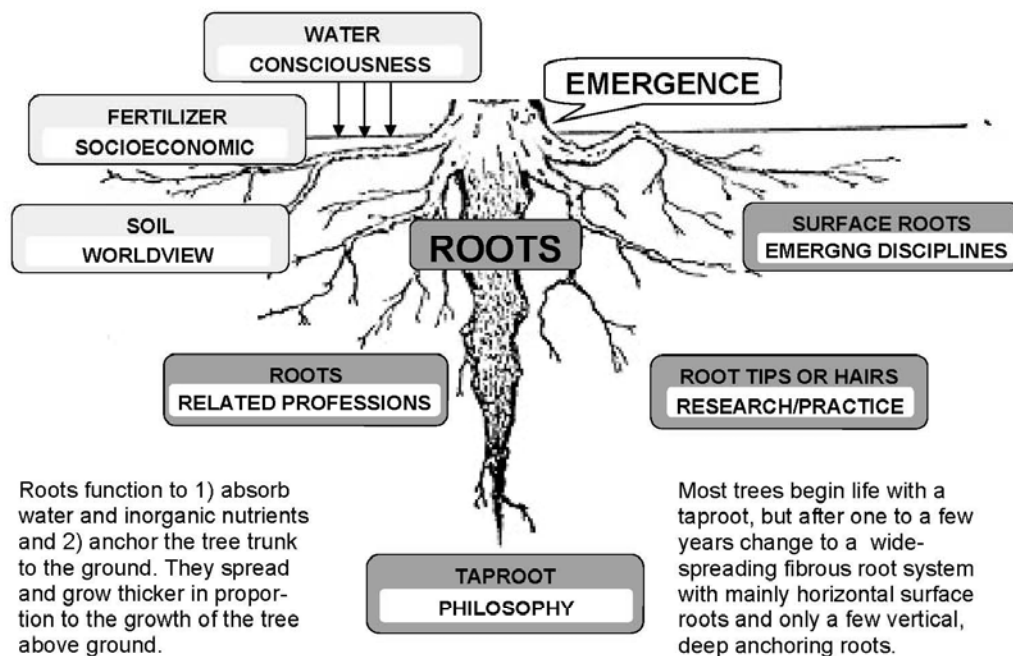 WATER
CONSCIOUSNESS
EMERGENCE
FERTILIZER
SOCIOECONOMIC
SOIL
WORLDVIEW
ROOTS
SURFACE ROOTS
EMERGNG DISCIPLINES
ROOTS
RELATED PROFESSIONS
ROOT TIPS OR HAIRS
RESEARCH/PRACTICE
Roots function to 1) absorb
water and inorganic nutrients
and 2) anchor the tree trunk
to the ground. They spread
and grow thicker in propor-
tion to the growth of the tree
above ground.
TAPROOT
PHILOSOPHY
Most trees begin life with a
taproot, but after one to a few
years change to a wide-
spreading fibrous root system
with mainly horizontal surface
roots and only a few vertical,
deep anchoring roots.